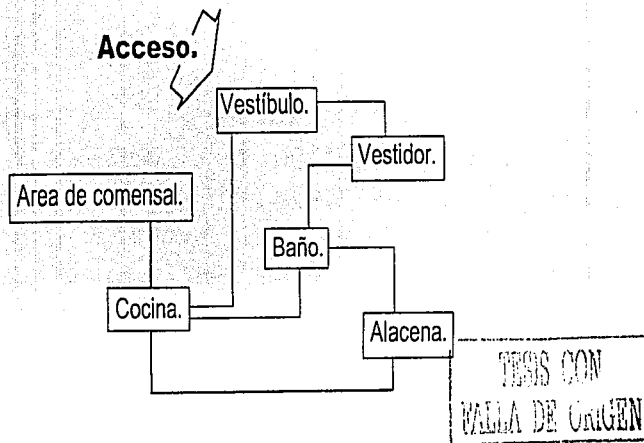 Acceso.
Vestíbulo.
Vestidor.
Area de comensal.
Baño.
Cocina.
Alacena.
TESIS CON
FALLA DE ORIGEN